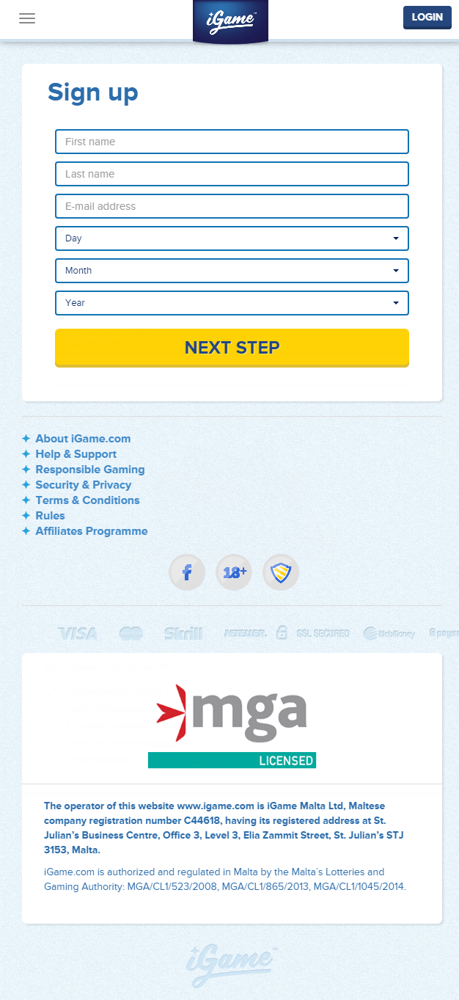 iGame™
LOGIN
Sign up
First name
Last name
E-mail address
Day
Month
Year
NEXT STEP
About iGame.com
Help & Support
Responsible Gaming
Security & Privacy
Terms & Conditions
Rules
Affiliates Programme
f 18+
VISA Skrill NETELLER. SSL SECURED WebMoney
mga
LICENSED
The operator of this website www.igame.com is iGame Malta Ltd, Maltese
company registration number C44618, having its registered address at St.
Julian’s Business Centre, Office 3, Level 3, Elia Zammit Street, St. Julian’s STJ
3153, Malta.
iGame.com is authorized and regulated in Malta by the Malta´s Lotteries and
Gaming Authority: MGA/CL1/523/2008, MGA/CL1/865/2013, MGA/CL1/1045/2014.
iGame™